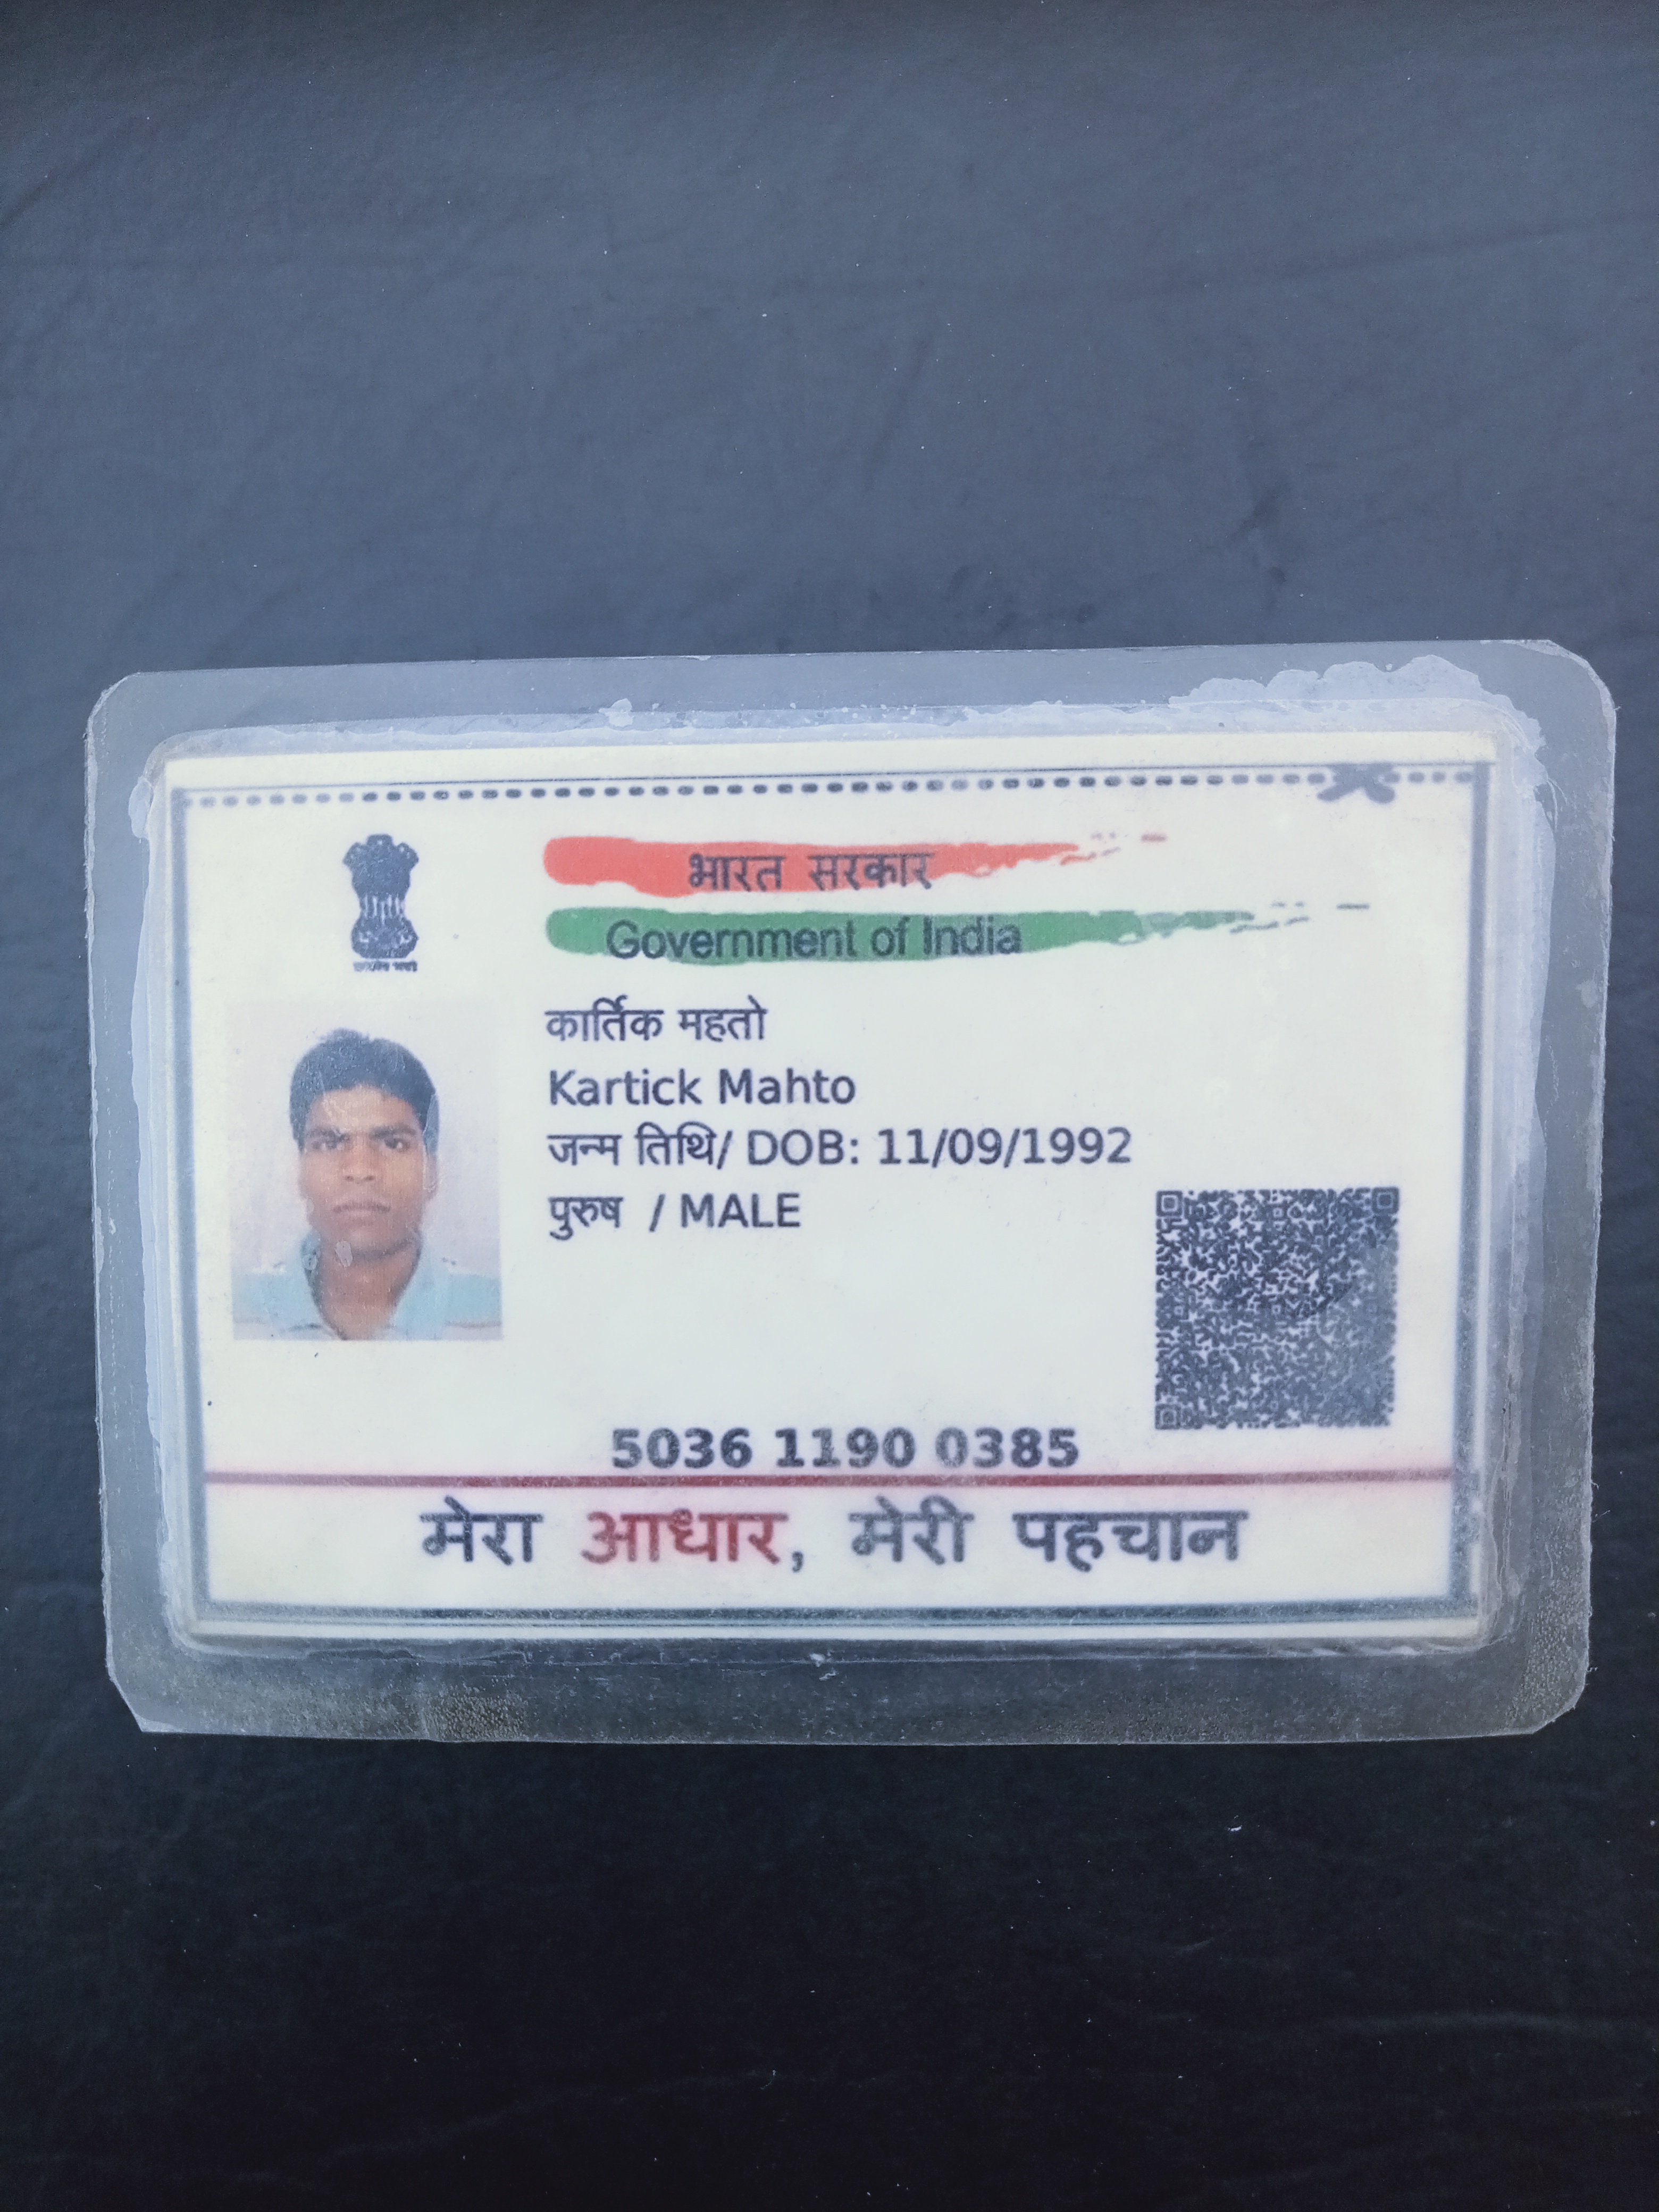 भारत सरकार
Government of India
कार्तिक महतो
Kartick Mahto
जन्म तिथि/ DOB: 11/09/1992
पुरुष / MALE
5036 1190 0385
मेरा आधार, मेरी पहचान